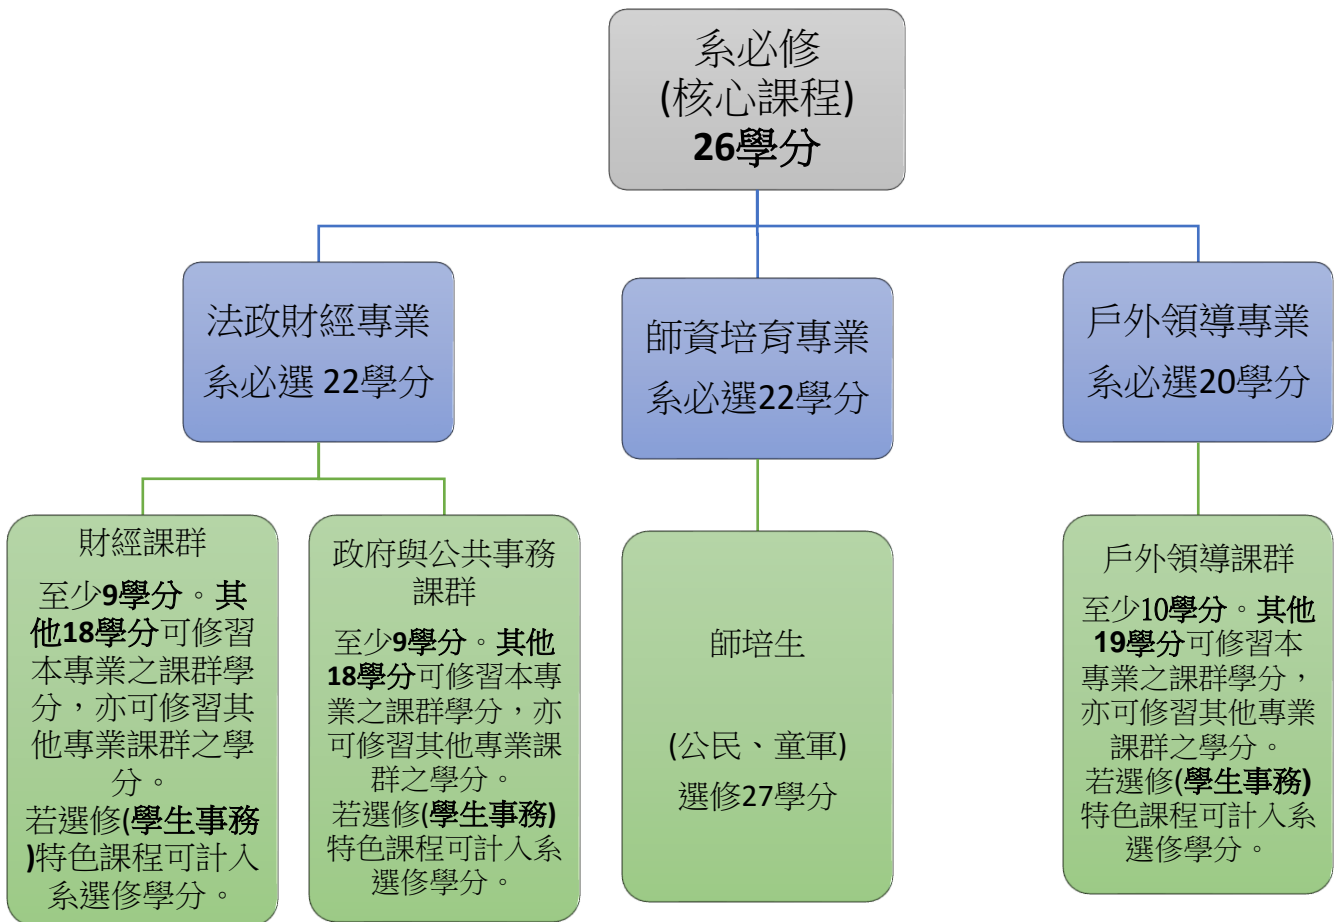 系必修
(核心課程)
26學分
法政財經專業
系必選 22學分
師資培育專業
系必選22學分
戶外領導專業
系必選20學分
財經課群
至少9學分。其
他18學分可修習
本專業之課群學
分，亦可修習其
他專業課群之學
分。
若選修(學生事務
)特色課程可計入
系選修學分。
政府與公共事務
課群
至少9學分。其他
18學分可修習本專
業之課群學分，亦
可修習其他專業課
群之學分。
若選修(學生事務)
特色課程可計入系
選修學分。
師培生
(公民、童軍)
選修27學分
戶外領導課群
至少10學分。其他
19學分可修習本
專業之課群學分，
亦可修習其他專業
課群之學分。
若選修(學生事務)
特色課程可計入系
選修學分。